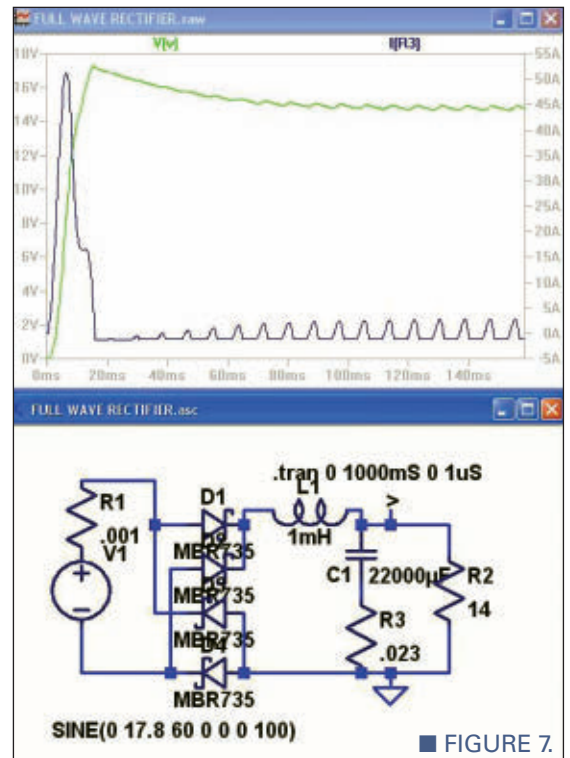 FULL WAVE RECTIFIER.raw
V[v]
I(R3)
18V
16V
14V
12V
10V
8V
6V
4V
2V
0V
55A
50A
45A
40A
35A
30A
25A
20A
15A
10A
5A
0A
-5A
0ms 20ms 40ms 60ms 80ms 100ms 120ms 140ms
FULL WAVE RECTIFIER.asc
.tran 0 1000mS 0 1uS
R1
.001
V1
D1
MBR735
MBR735
MBR735
D4
MBR735
L1
1mH
C1
22000µF
R2
14
R3
.023
SINE(0 17.8 60 0 0 0 100)
■ FIGURE 7.